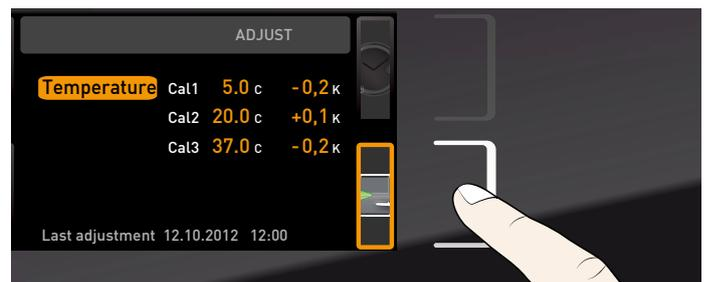 ADJUST
Temperature Cal1 5.0 C -0,2 K
Cal2 20.0 C +0,1 K
Cal3 37.0 C -0,2 K
Last adjustment 12.10.2012 12:00